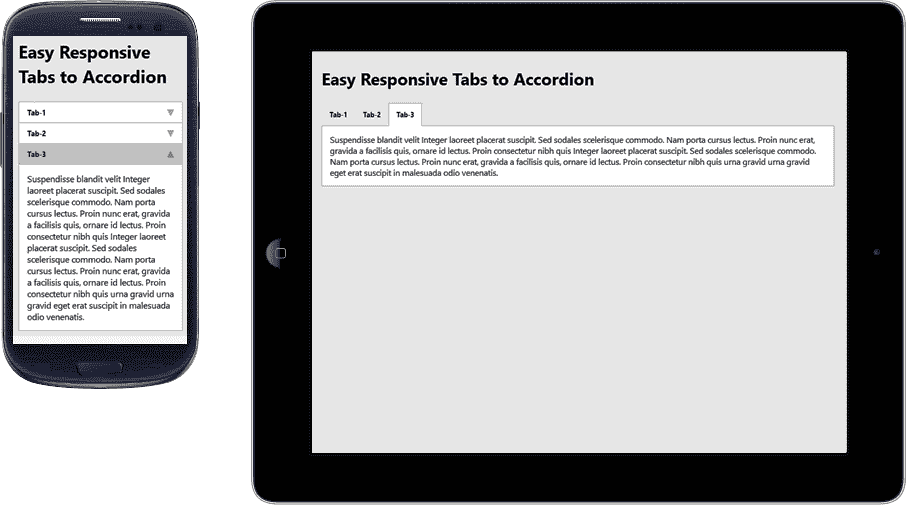 Easy Responsive
Tabs to Accordion
Tab-1
Tab-2
Tab-3
Suspendisse blandit velit Integer
laoreet placerat suscipit. Sed sodales
scelerisque commodo. Nam porta
cursus lectus. Proin nunc erat, gravida
a facilisis quis, ornare id lectus. Proin
consectetur nibh quis Integer laoreet
placerat suscipit. Sed sodales
scelerisque commodo. Nam porta
cursus lectus. Proin nunc erat, gravida
a facilisis quis, ornare id lectus. Proin
consectetur nibh quis urna gravid urna
gravid eget erat suscipit in malesuada
odio venenatis.
Easy Responsive Tabs to Accordion
Tab-1 Tab-2 Tab-3
Suspendisse blandit velit Integer laoreet placerat suscipit. Sed sodales scelerisque commodo. Nam porta cursus lectus. Proin nunc erat,
gravida a facilisis quis, ornare id lectus. Proin consectetur nibh quis Integer laoreet placerat suscipit. Sed sodales scelerisque commodo.
Nam porta cursus lectus. Proin nunc erat, gravida a facilisis quis, ornare id lectus. Proin consectetur nibh quis urna gravid urna gravid
eget erat suscipit in malesuada odio venenatis.